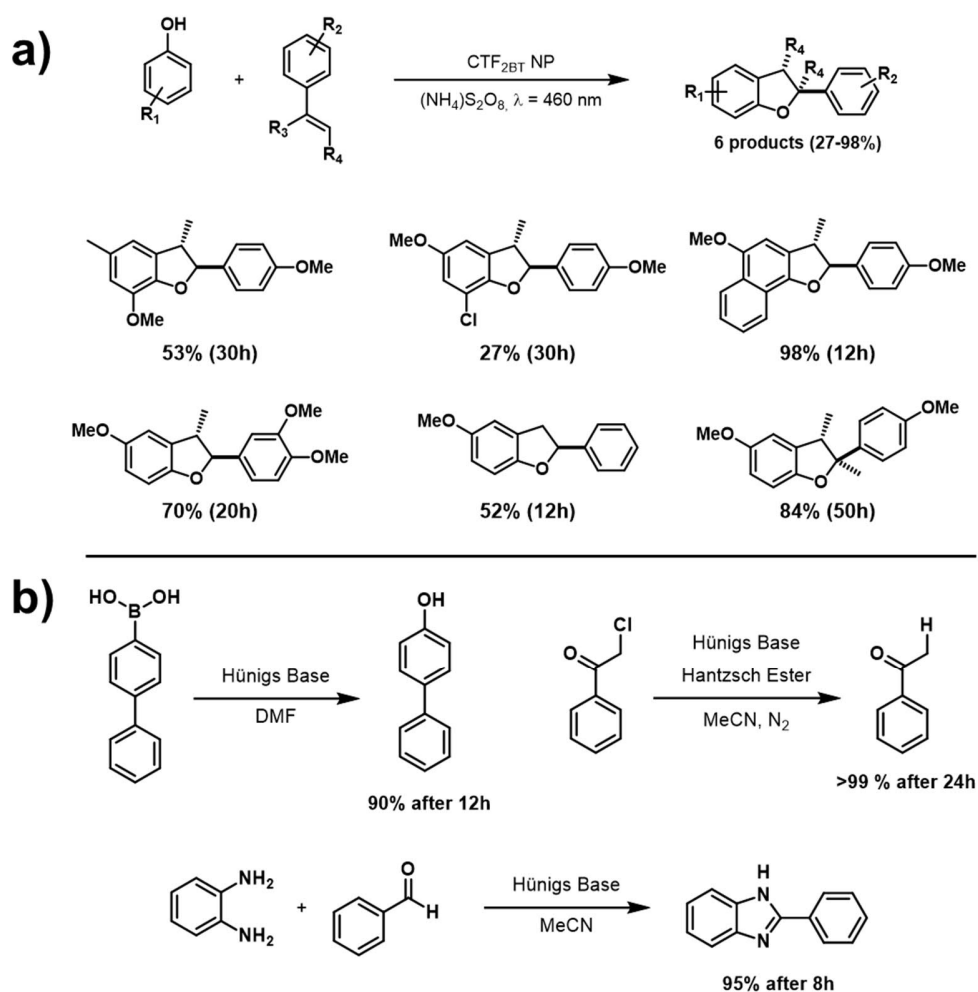 a)
OH
R₁
+
R₂
R₃
R₄
CTF₂BT NP
(NH₄)S₂O₈, λ = 460 nm
R₄
R₄
R₂
R₁
O
6 products (27-98%)
O
OMe
OMe
53% (30h)
MeO
O
OMe
Cl
27% (30h)
MeO
O
OMe
98% (12h)
MeO
O
OMe
OMe
70% (20h)
MeO
O
52% (12h)
MeO
O
OMe
84% (50h)
b)
HO OH
B
Hünigs Base
DMF
OH
90% after 12h
Cl
O
Hünigs Base
Hantzsch Ester
MeCN, N₂
H
O
>99 % after 24h
NH₂
NH₂
+
O
H
Hünigs Base
MeCN
H
N
N
95% after 8h